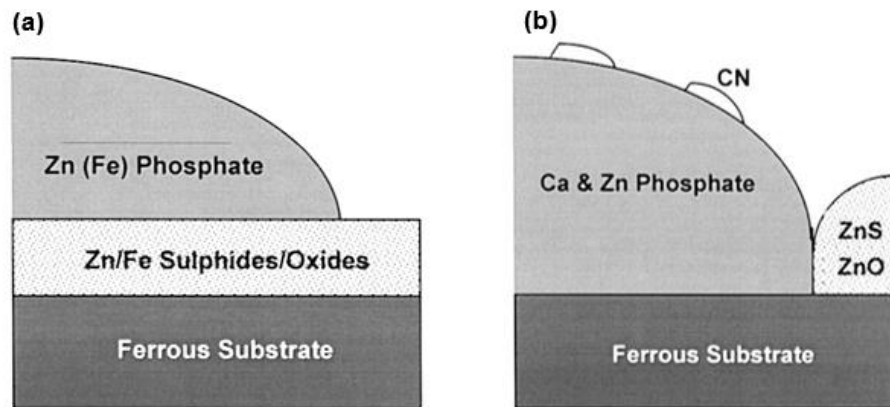 (a)
Zn (Fe) Phosphate
Zn/Fe Sulphides/Oxides
Ferrous Substrate
(b)
CN
Ca & Zn Phosphate
ZnS
ZnO
Ferrous Substrate